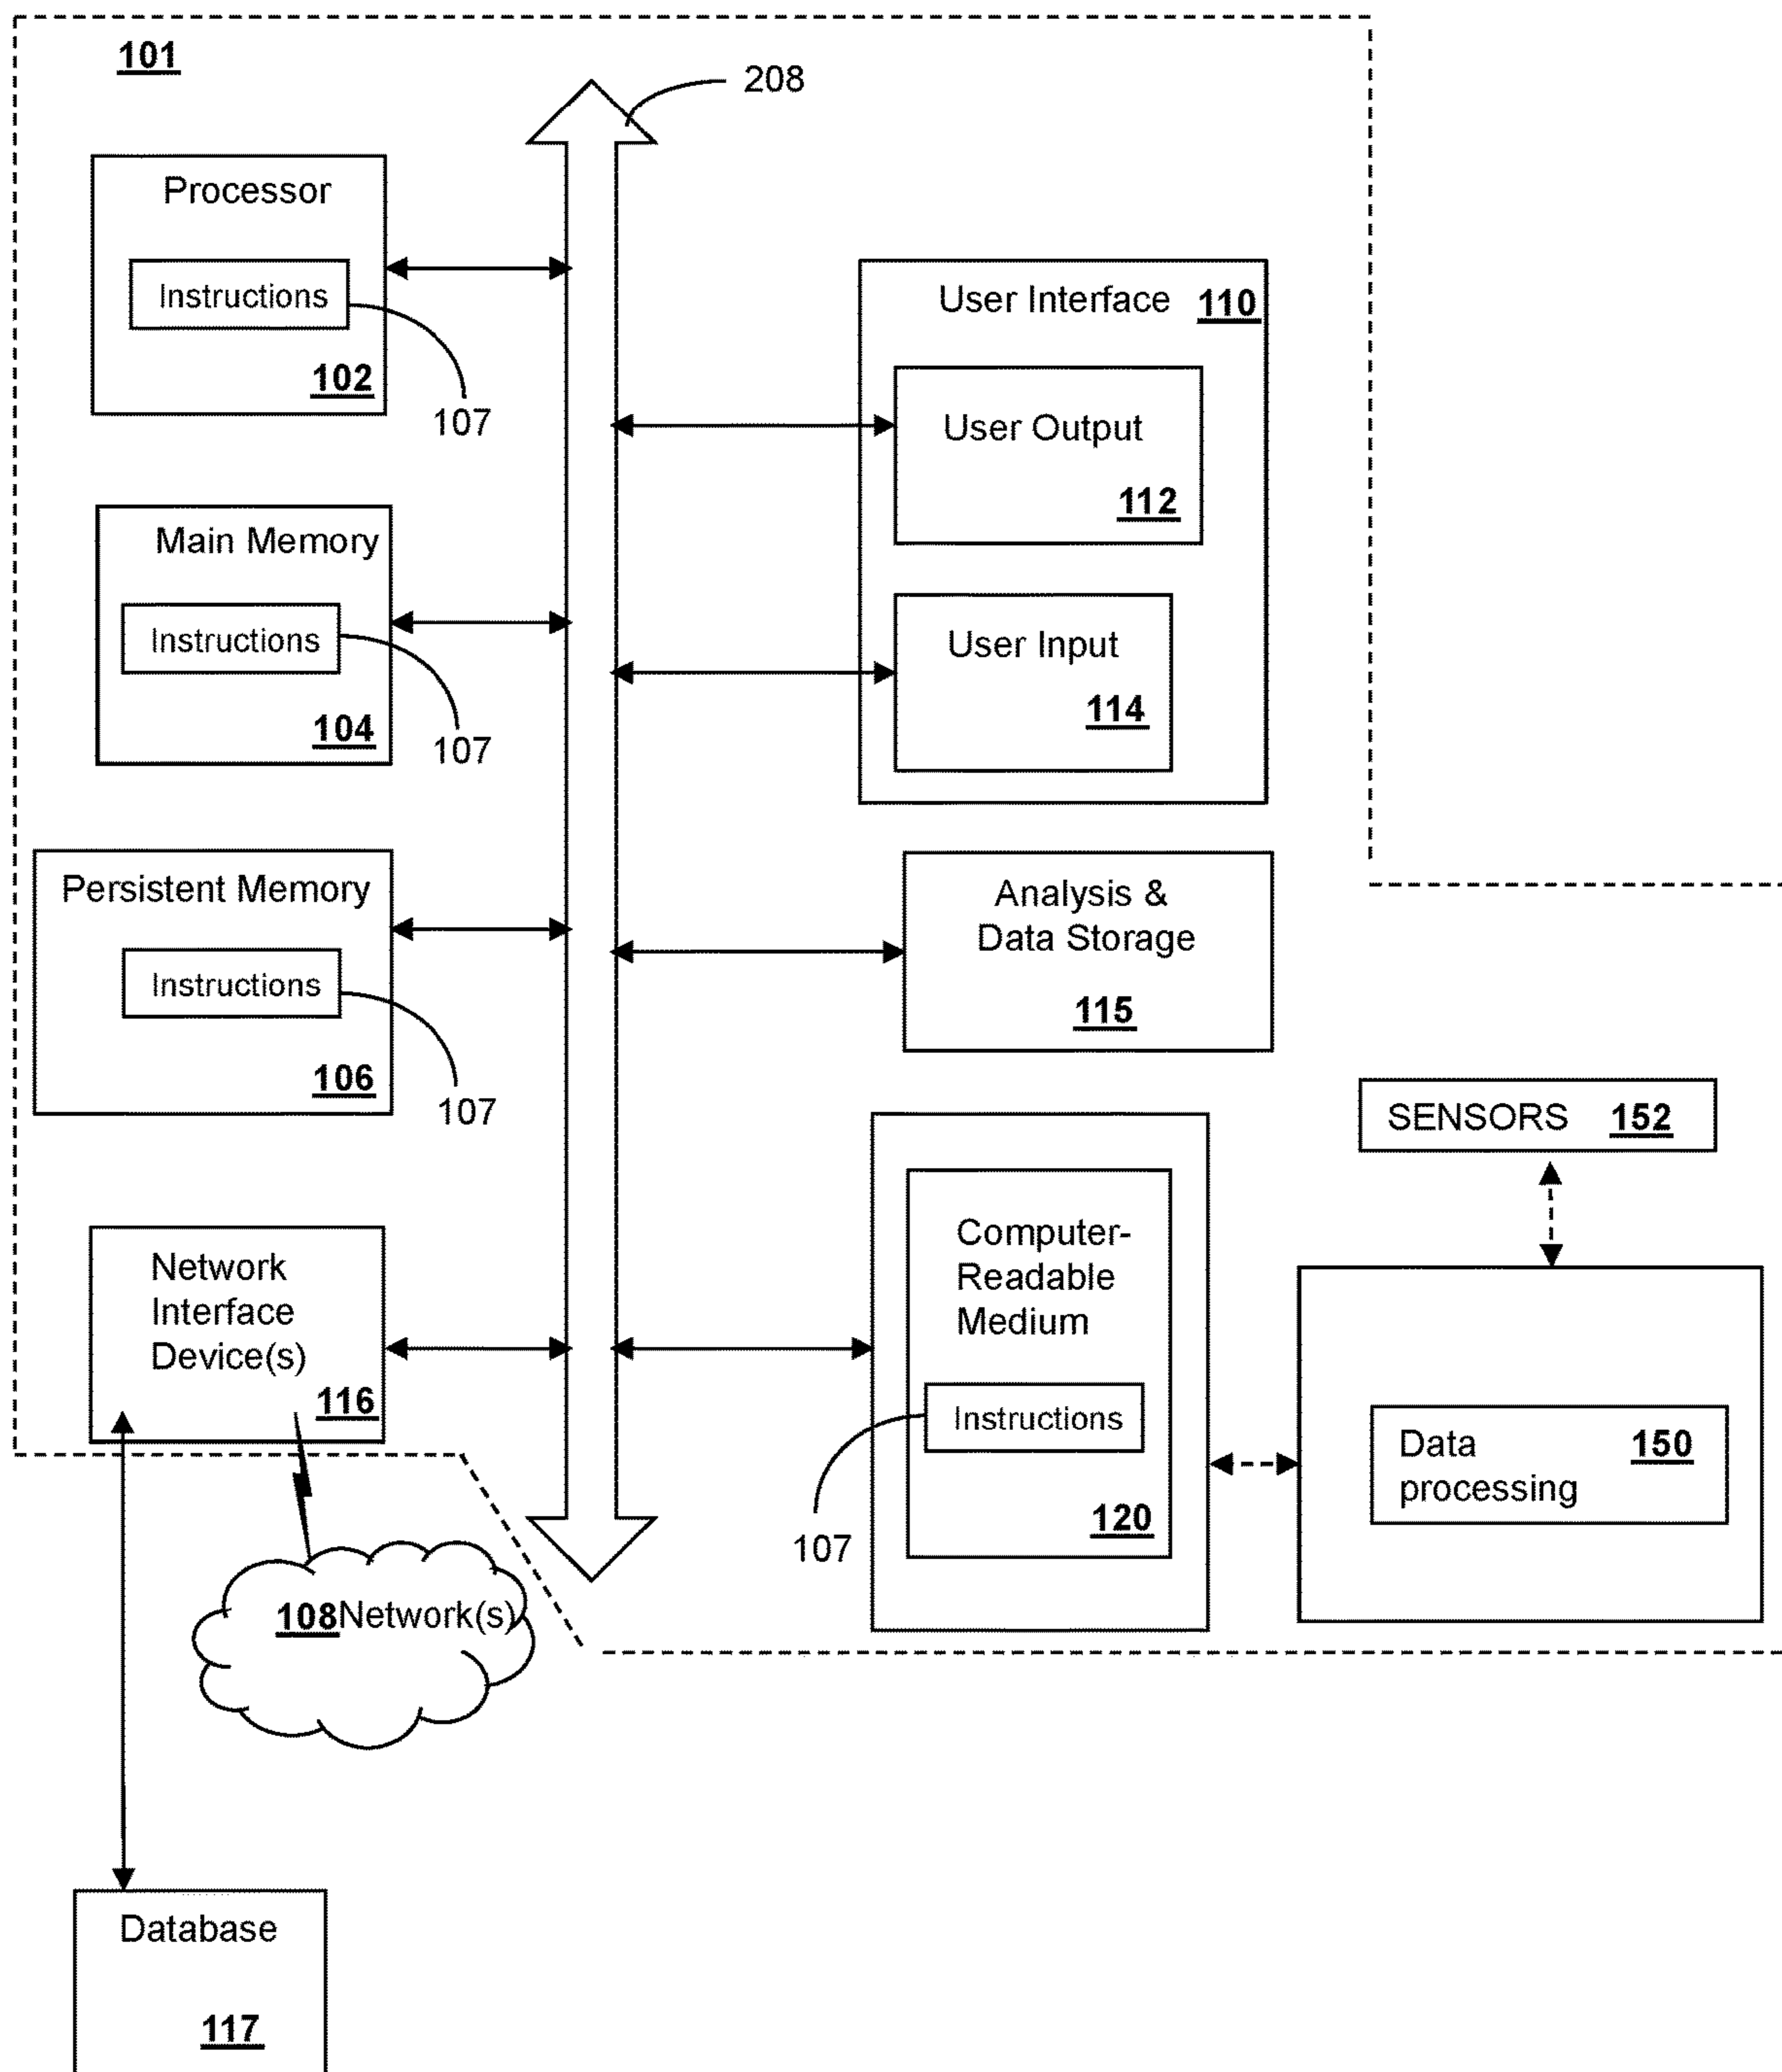 101
208
Processor
Instructions
102
107
Main Memory
Instructions
104
107
Persistent Memory
Instructions
106
107
Network
Interface
Device(s)
116
108 Network(s)
Database
117
User Interface 110
User Output
112
User Input
114
Analysis &
Data Storage
115
Computer-
Readable
Medium
Instructions
107
120
SENSORS 152
Data 150
processing